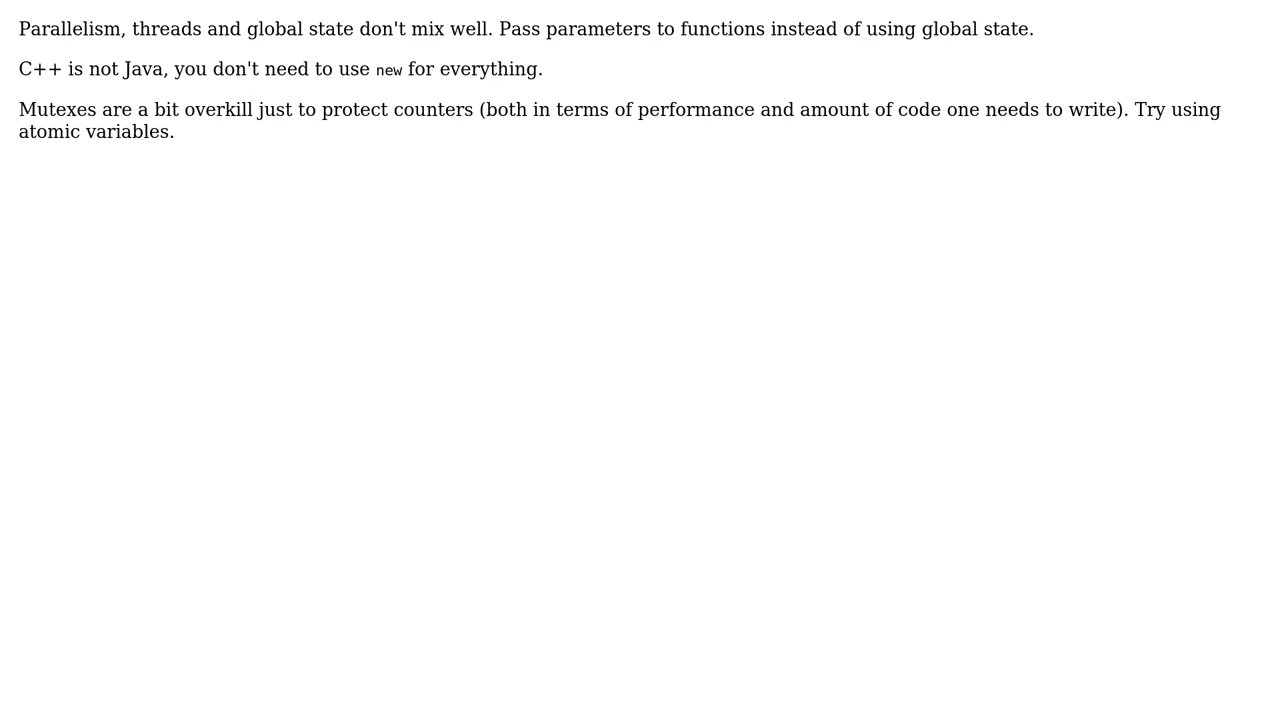 Parallelism, threads and global state don't mix well. Pass parameters to functions instead of using global state.
C++ is not Java, you don't need to use new for everything.
Mutexes are a bit overkill just to protect counters (both in terms of performance and amount of code one needs to write). Try using
atomic variables.